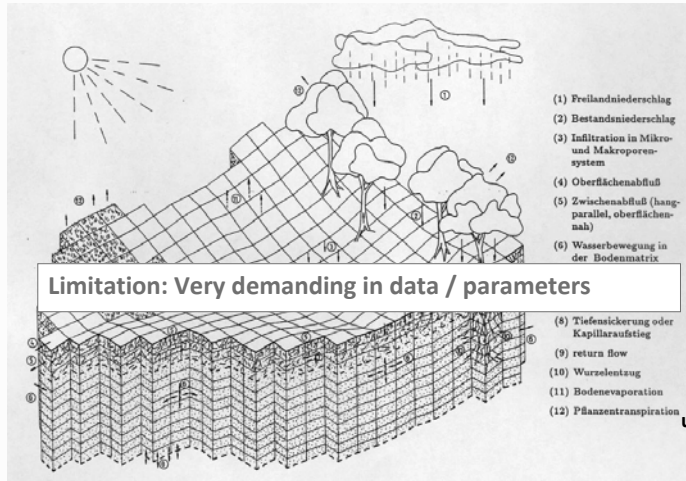 (1) Freilandniederschlag
(2) Bestandsniederschlag
(3) Infiltration in Mikro-
und Makroporen-
system
(4) Oberflächenabfluß
(5) Zwischenabfluß (hang-
parallel, oberflächen-
nah)
(6) Wasserbewegung in
der Bodenmatrix
Limitation: Very demanding in data / parameters
(8) Tiefensickerung oder
Kapillaraufstieg
(9) return flow
(10) Wurzelentzug
(11) Bodenevaporation
(12) Pflanzentranspiration